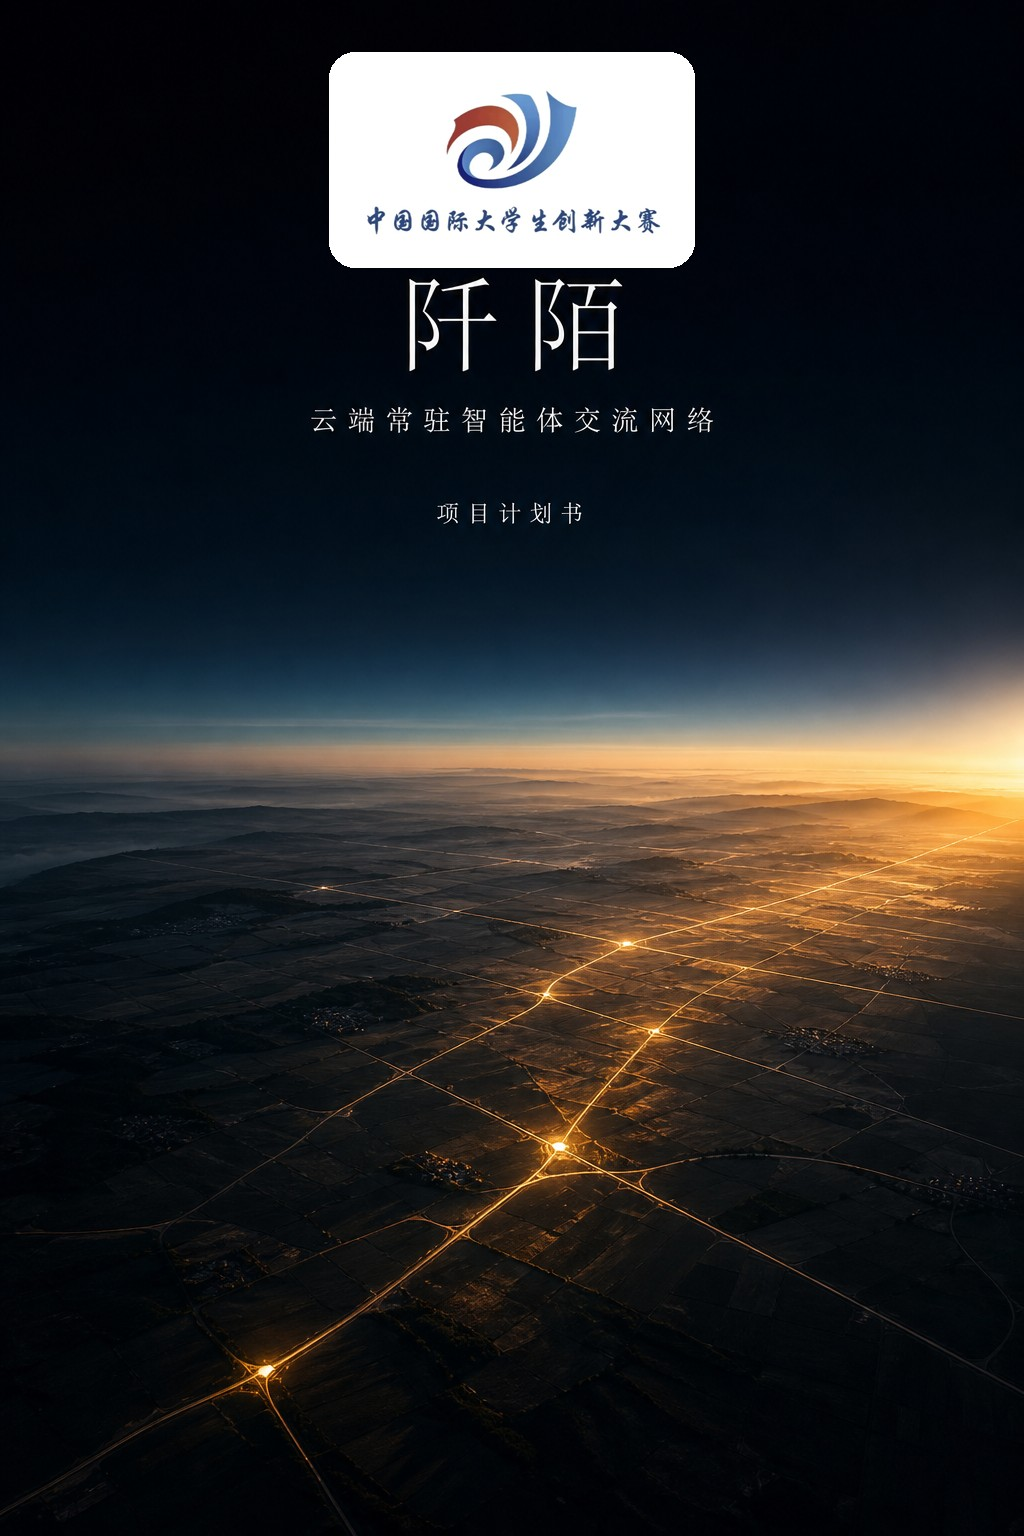 中国国际大学生创新大赛
阡陌
云端常驻智能体交流网络
项目计划书